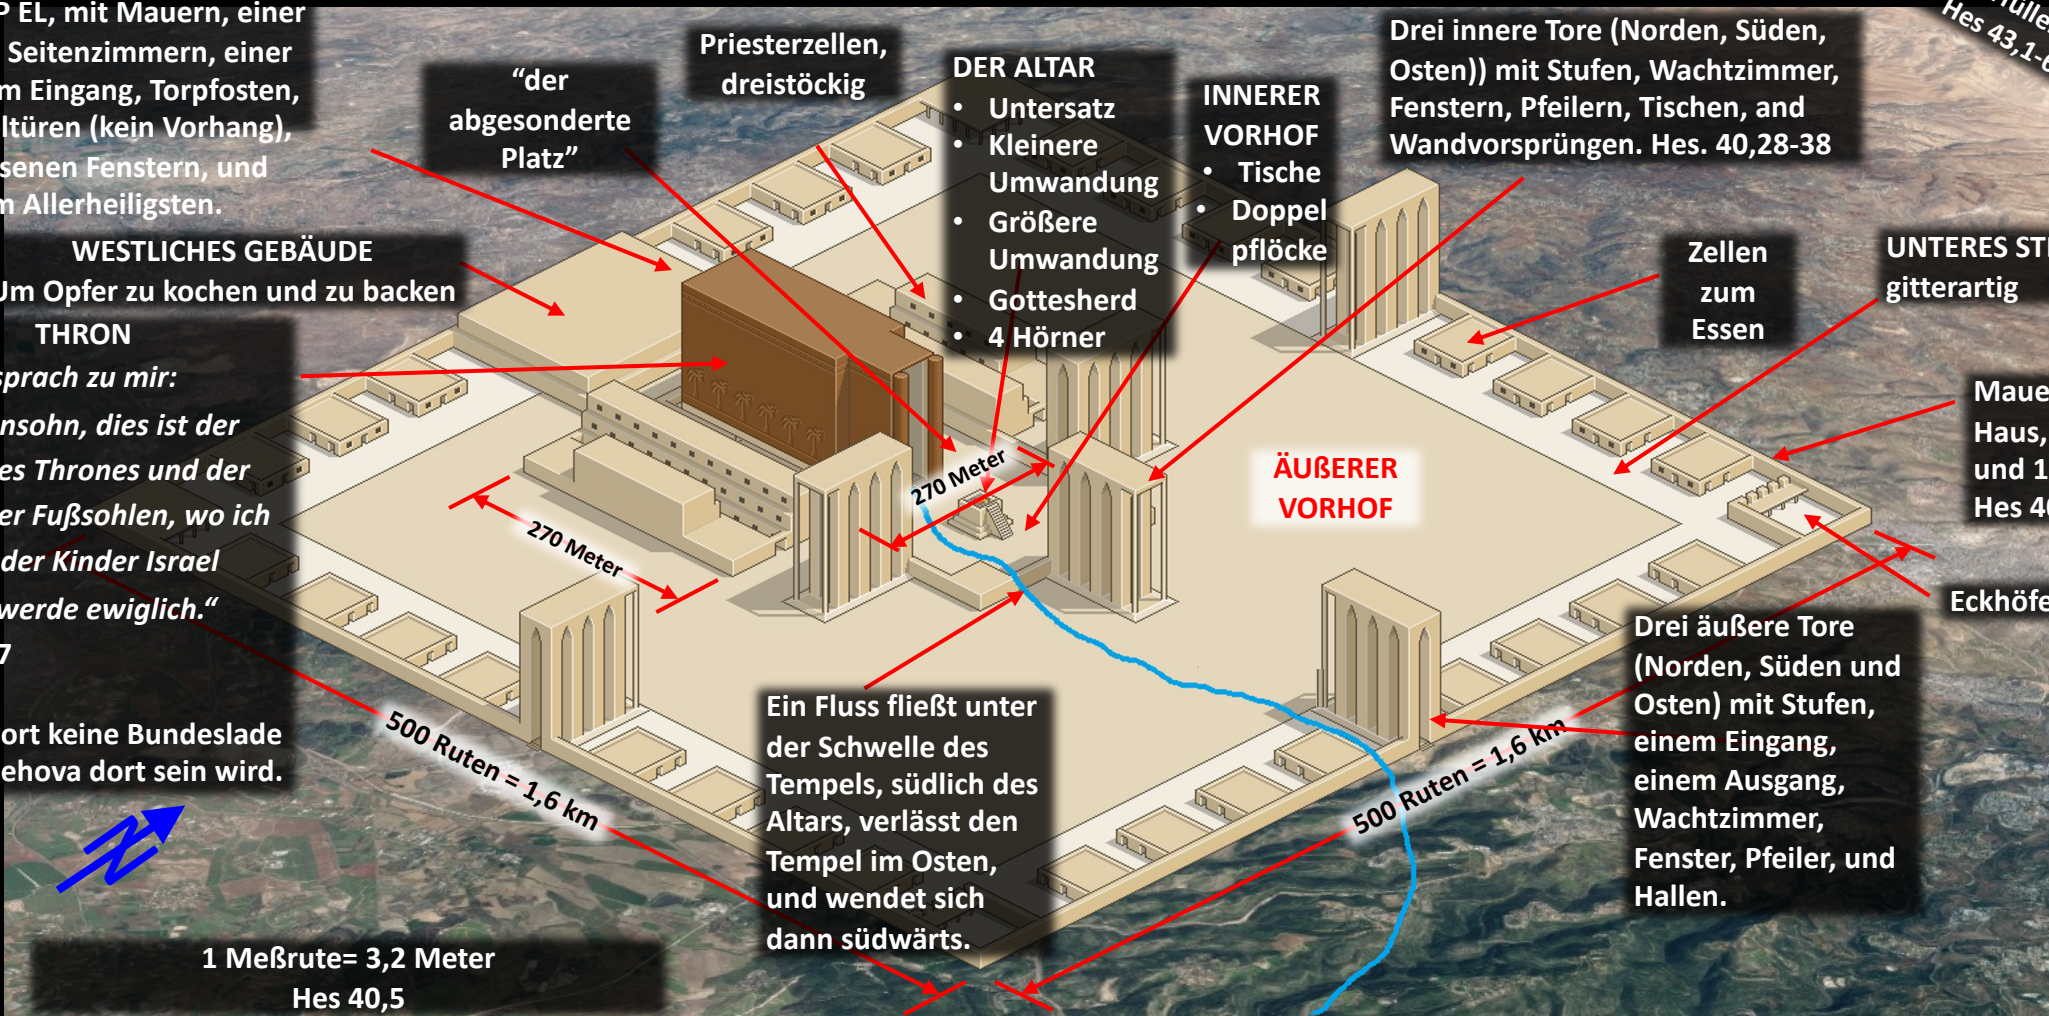 P EL, mit Mauern, einer
Seitenzimmern, einer
m Eingang, Torpfosten,
ltüren (kein Vorhang),
senen Fenstern, und
m Allerheiligsten.
“der
abgesonderte
Platz”
Priesterzellen,
dreistöckig
DER ALTAR
• Untersatz
• Kleinere
Umwandung
• Größere
Umwandung
• Gottesherd
• 4 Hörner
INNERER
VORHOF
• Tische
• Doppel
pflöcke
Drei innere Tore (Norden, Süden,
Osten)) mit Stufen, Wachtzimmer,
Fenstern, Pfeilern, Tischen, and
Wandvorsprüngen. Hes. 40,28-38
Hes 43,1-6
WESTLICHES GEBÄUDE
Um Opfer zu kochen und zu backen
THRON
sprach zu mir:
nsohn, dies ist der
es Thrones und der
er Fußsohlen, wo ich
der Kinder Israel
werde ewiglich.“
7
ort keine Bundeslade
ehova dort sein wird.
Zellen
zum
Essen
UNTERES STE
gitterartig
Maue
Haus,
und 1
Hes 40
ÄUßERER
VORHOF
270 Meter
270 Meter
Eckhöfe
Drei äußere Tore
(Norden, Süden und
Osten) mit Stufen,
einem Eingang,
einem Ausgang,
Wachtzimmer,
Fenster, Pfeiler, und
Hallen.
Ein Fluss fließt unter
der Schwelle des
Tempels, südlich des
Altars, verlässt den
Tempel im Osten,
und wendet sich
dann südwärts.
500 Ruten = 1,6 km
500 Ruten = 1,6 km
N
1 Meßrute= 3,2 Meter
Hes 40,5